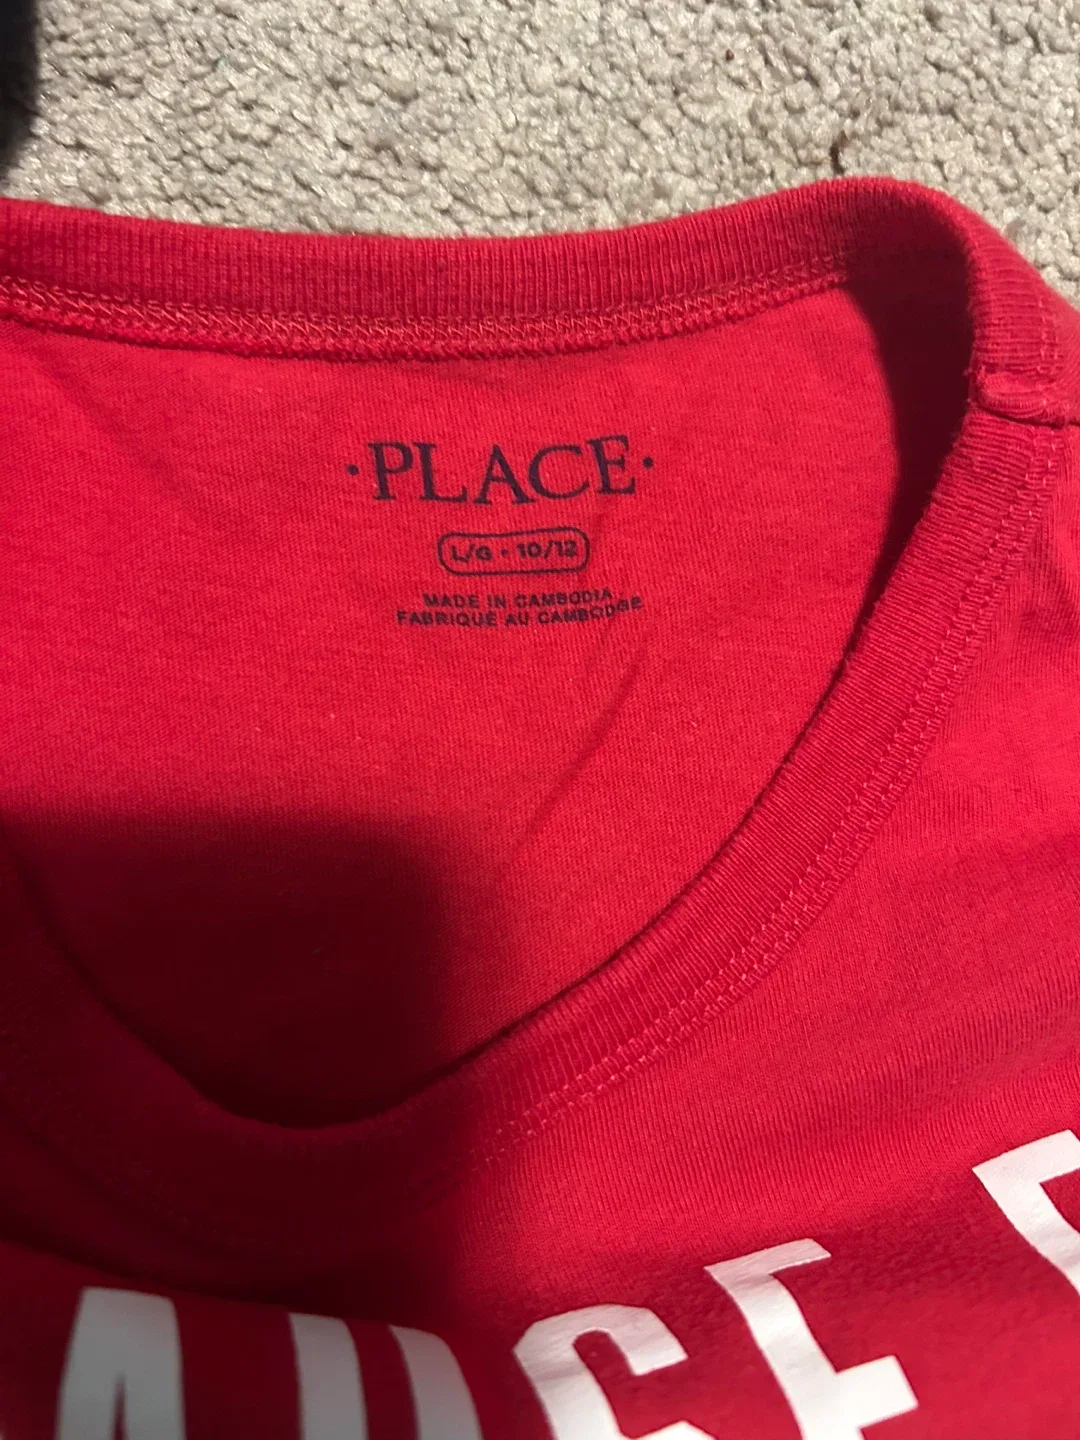 ·PLACE·
L/G · 10/12
MADE IN CAMBODIA
FABRIQUÉ AU CAMBODGE